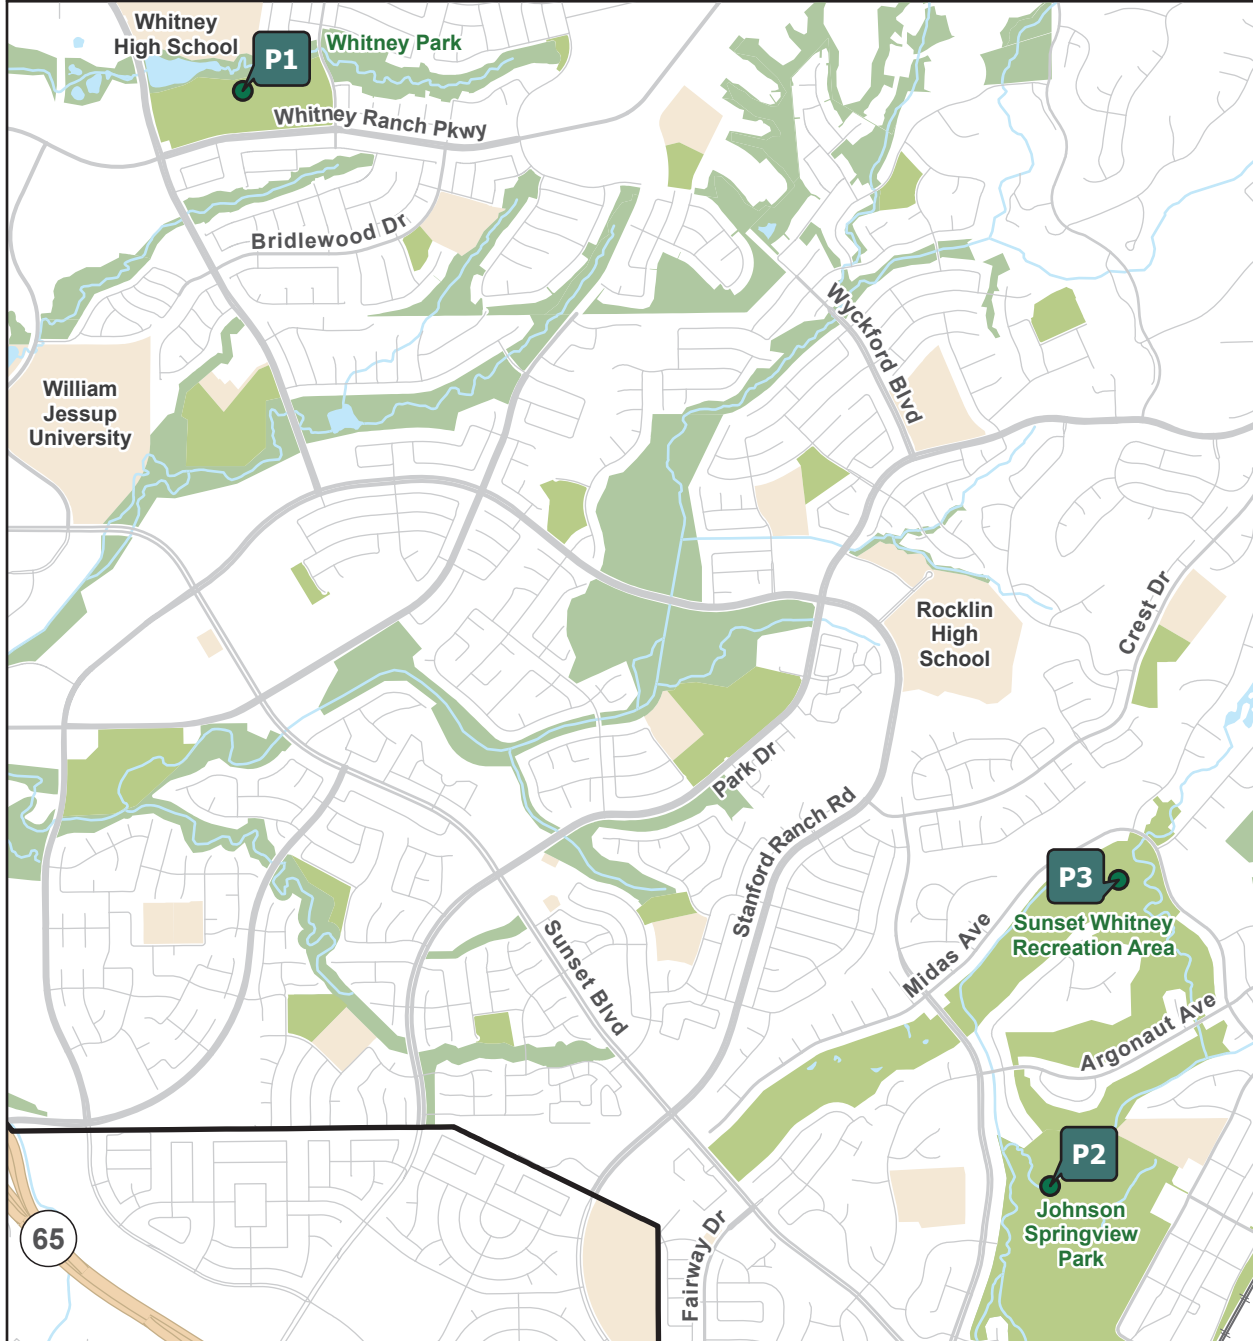 Whitney
High School
P1
Whitney Park
Whitney Ranch Pkwy
Bridlewood Dr
Wyckford Blvd
William
Jessup
University
Rocklin
High
School
Crest Dr
Park Dr
Stanford Ranch Rd
P3
Sunset Whitney
Recreation Area
Sunset Blvd
Midas Ave
Argonaut Ave
P2
Johnson
Springview
Park
65
Fairway Dr